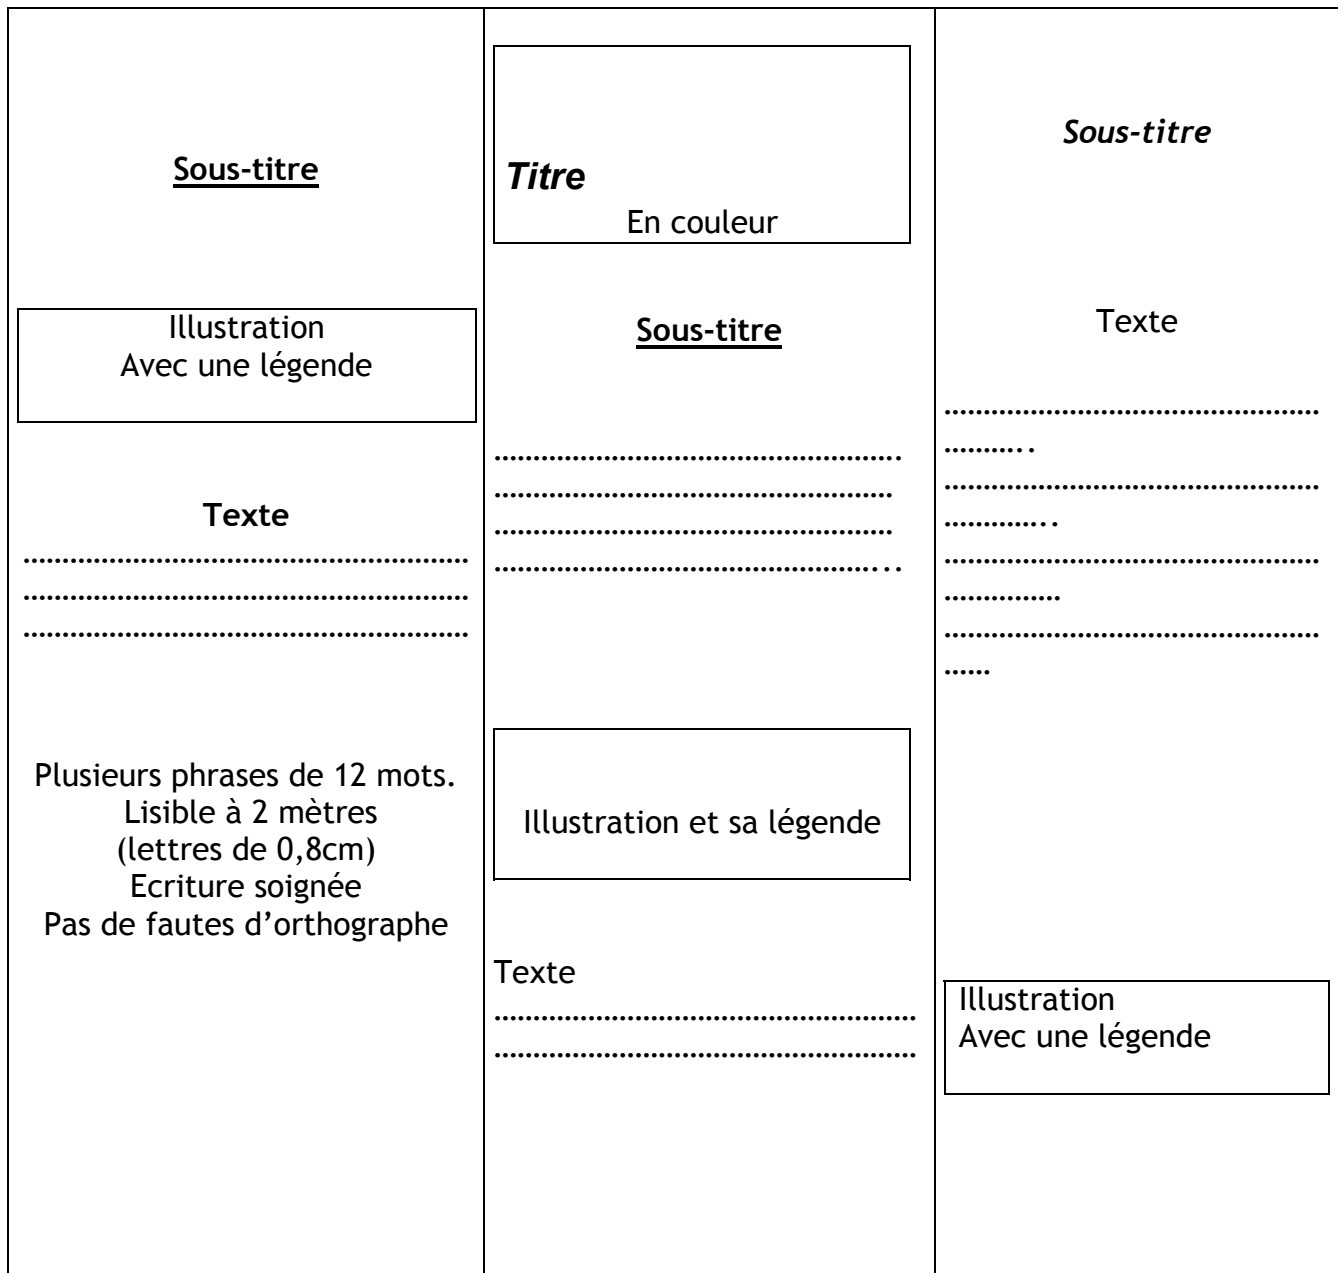 Sous-titre
Illustration
Avec une légende
Texte
.........................................................
.........................................................
.........................................................
Plusieurs phrases de 12 mots.
Lisible à 2 mètres
(lettres de 0,8cm)
Ecriture soignée
Pas de fautes d’orthographe
Titre
En couleur
Sous-titre
....................................................
...................................................
...................................................
....................................................
Illustration et sa légende
Texte
......................................................
......................................................
Sous-titre
Texte
................................................
............
................................................
...............
................................................
...............
................................................
......
Illustration
Avec une légende